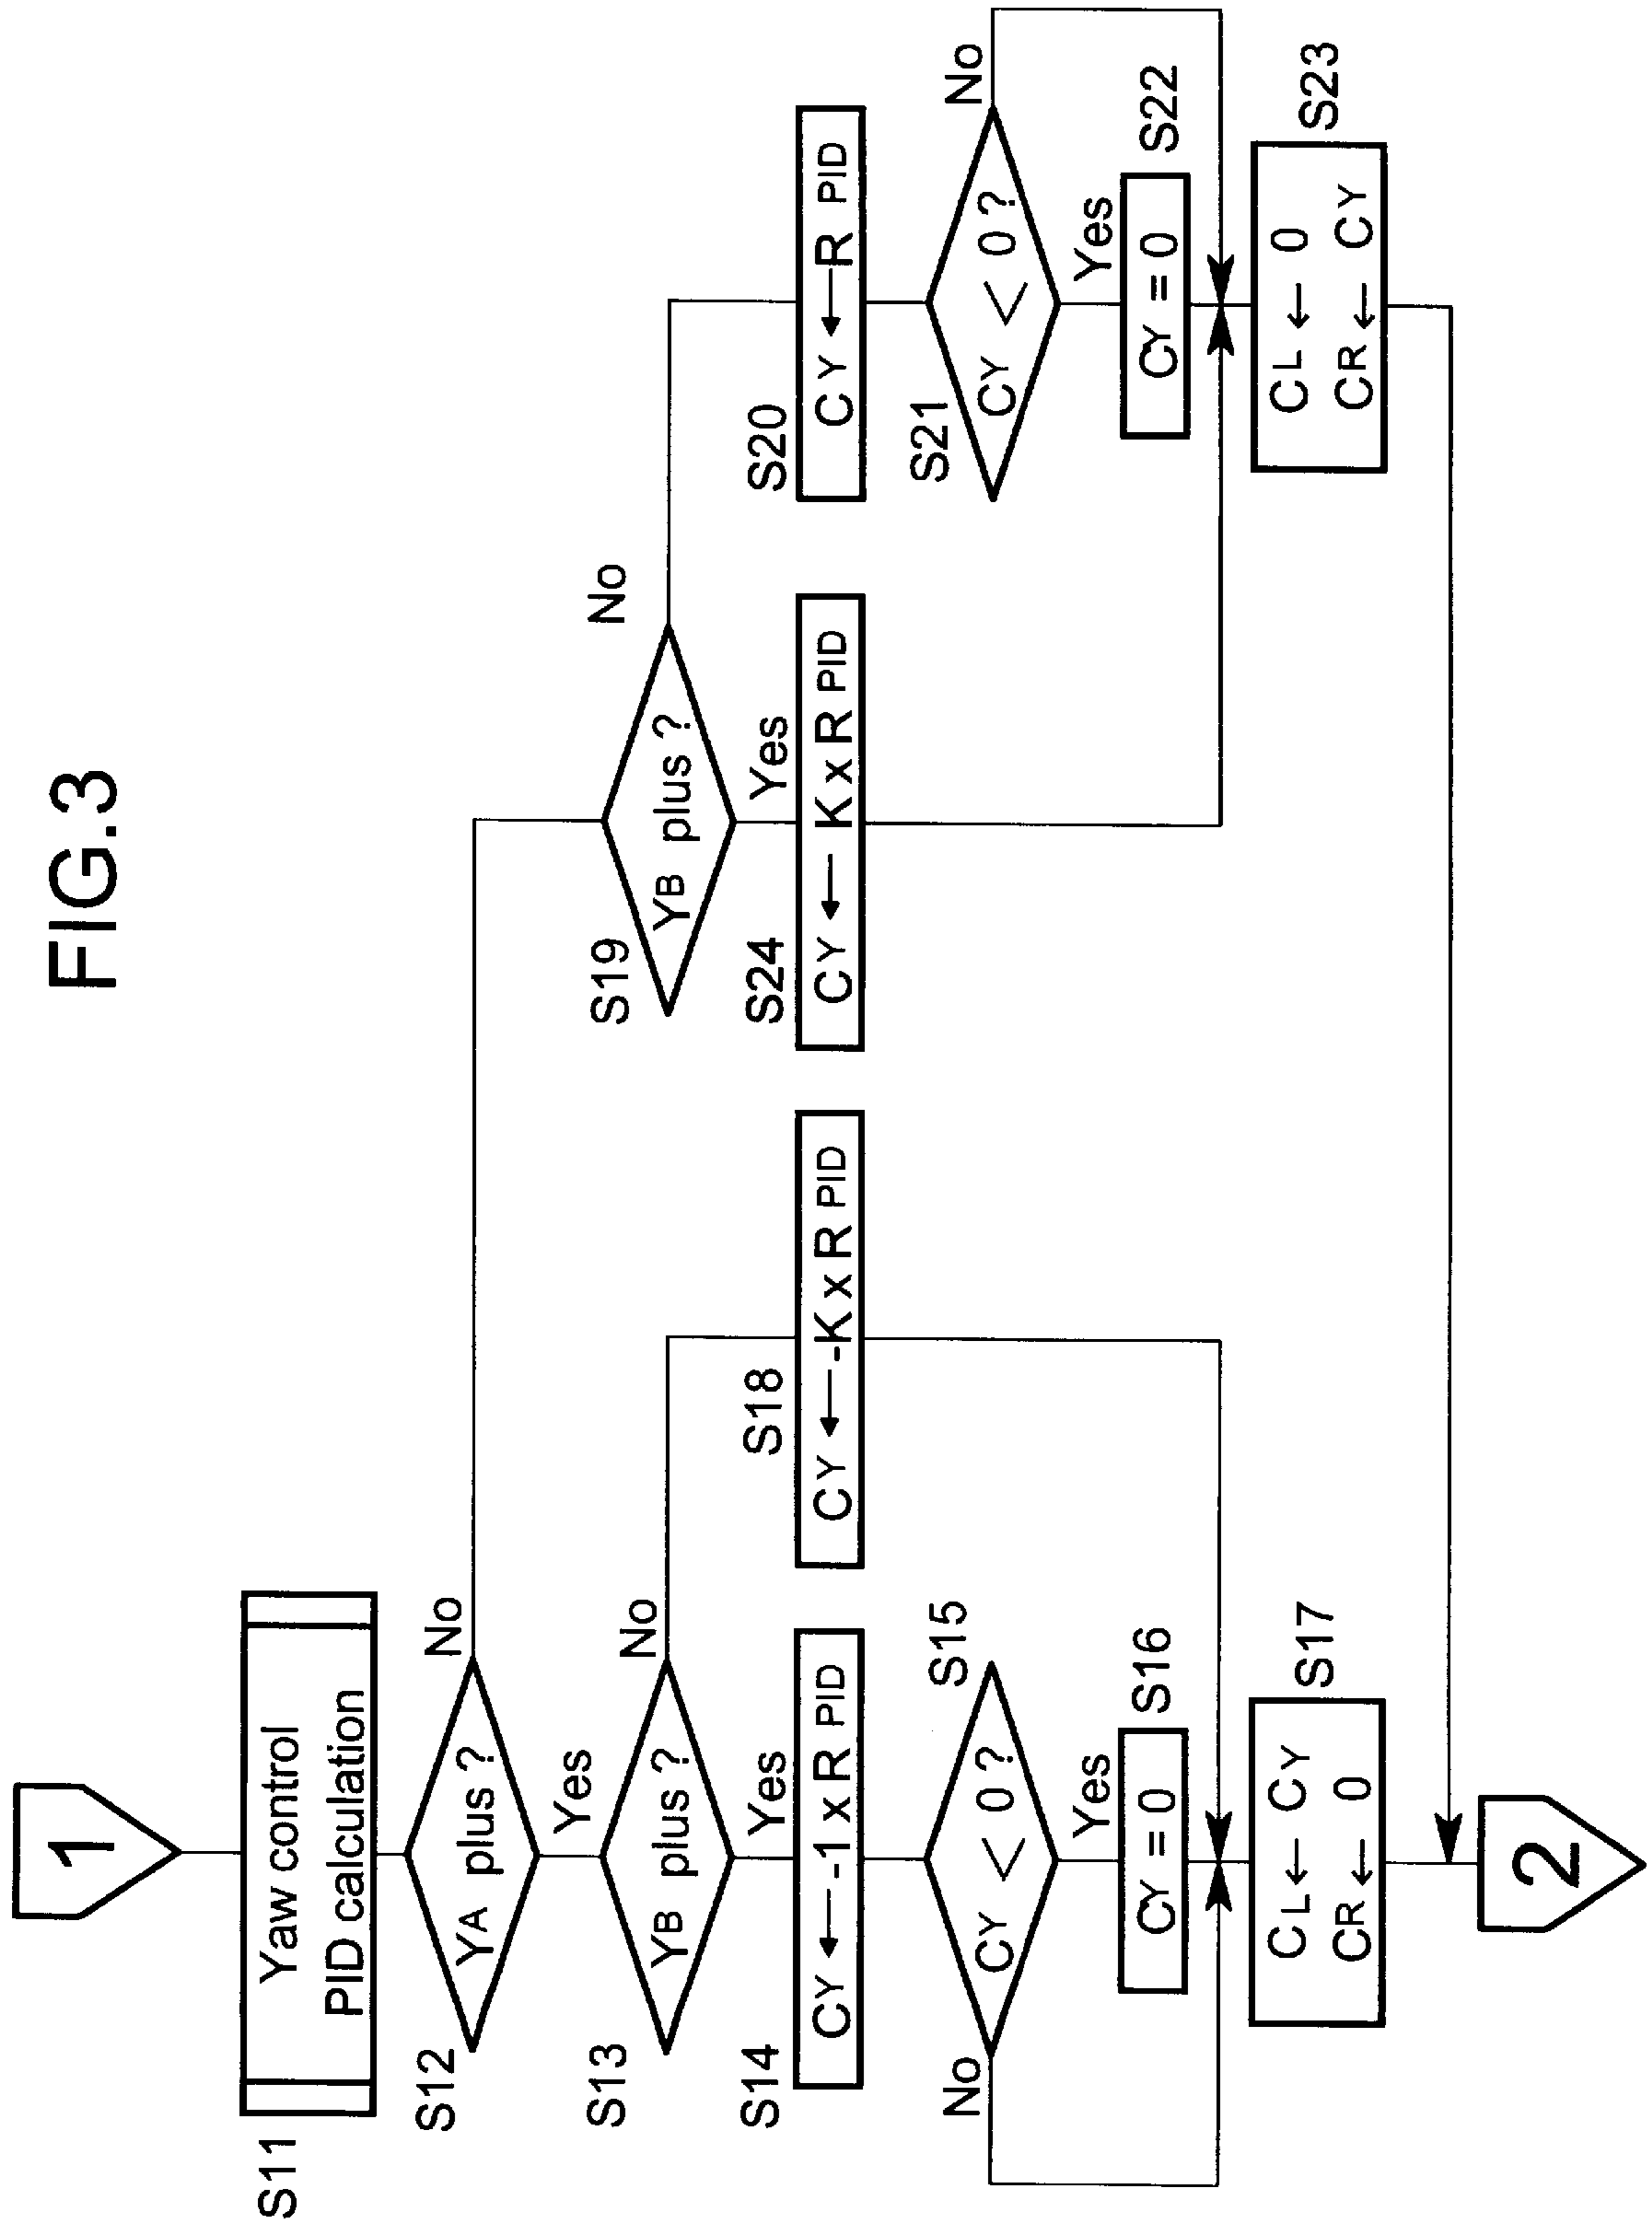 FIG.3
1
S11
Yaw control
PID calculation
S12
YA plus ?
No
Yes
S13
YB plus ?
No
Yes
S19
YB plus ?
No
Yes
S14
CY ← -1 x R PID
S18
CY ← -K x R PID
S24
CY ← K x R PID
S20
CY ← R PID
S15
CY < 0 ?
No
Yes
S21
CY < 0 ?
No
Yes
CY = 0
S16
CY = 0
S22
CL ← CY
CR ← 0
S17
CL ← 0
CR ← CY
S23
2